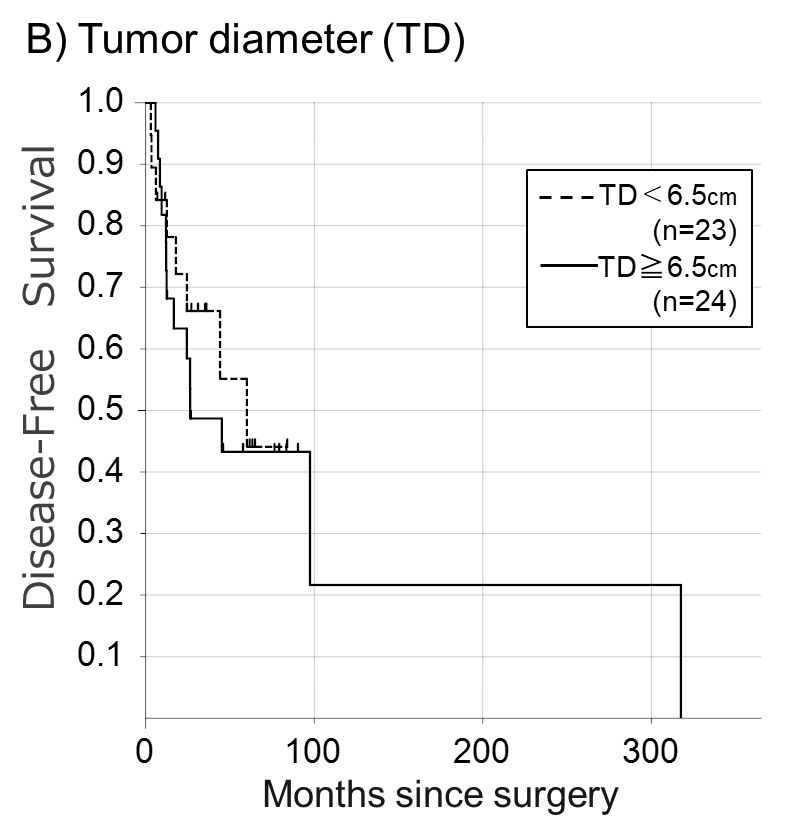 B) Tumor diameter (TD)
Disease-Free Survival
1.0
0.9
0.8
0.7
0.6
0.5
0.4
0.3
0.2
0.1
TD<6.5cm
(n=23)
TD≧6.5cm
(n=24)
0 100 200 300
Months since surgery